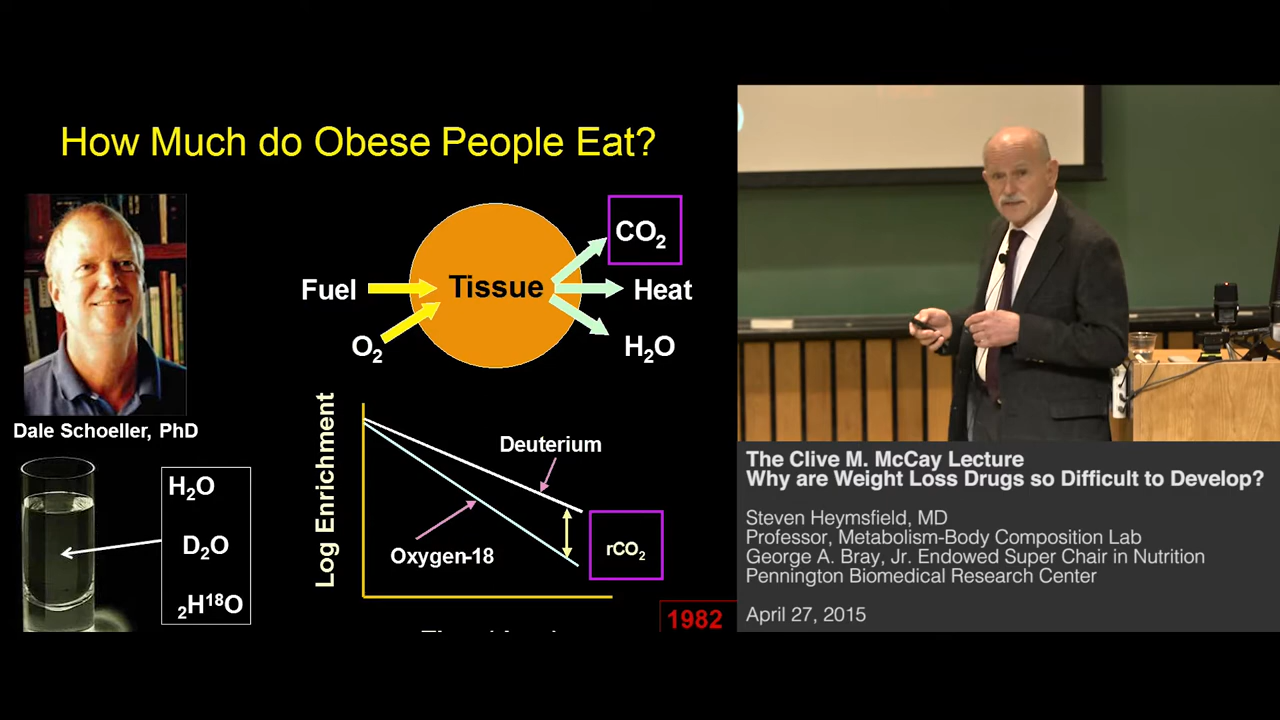 How Much do Obese People Eat?
CO₂
Fuel
Tissue
Heat
O₂
H₂O
Dale Schoeller, PhD
H₂O
D₂O
₂H¹⁸O
Log Enrichment
Deuterium
Oxygen-18
rCO₂
1982
The Clive M. McCay Lecture
Why are Weight Loss Drugs so Difficult to Develop?
Steven Heymsfield, MD
Professor, Metabolism-Body Composition Lab
George A. Bray, Jr. Endowed Super Chair in Nutrition
Pennington Biomedical Research Center
April 27, 2015